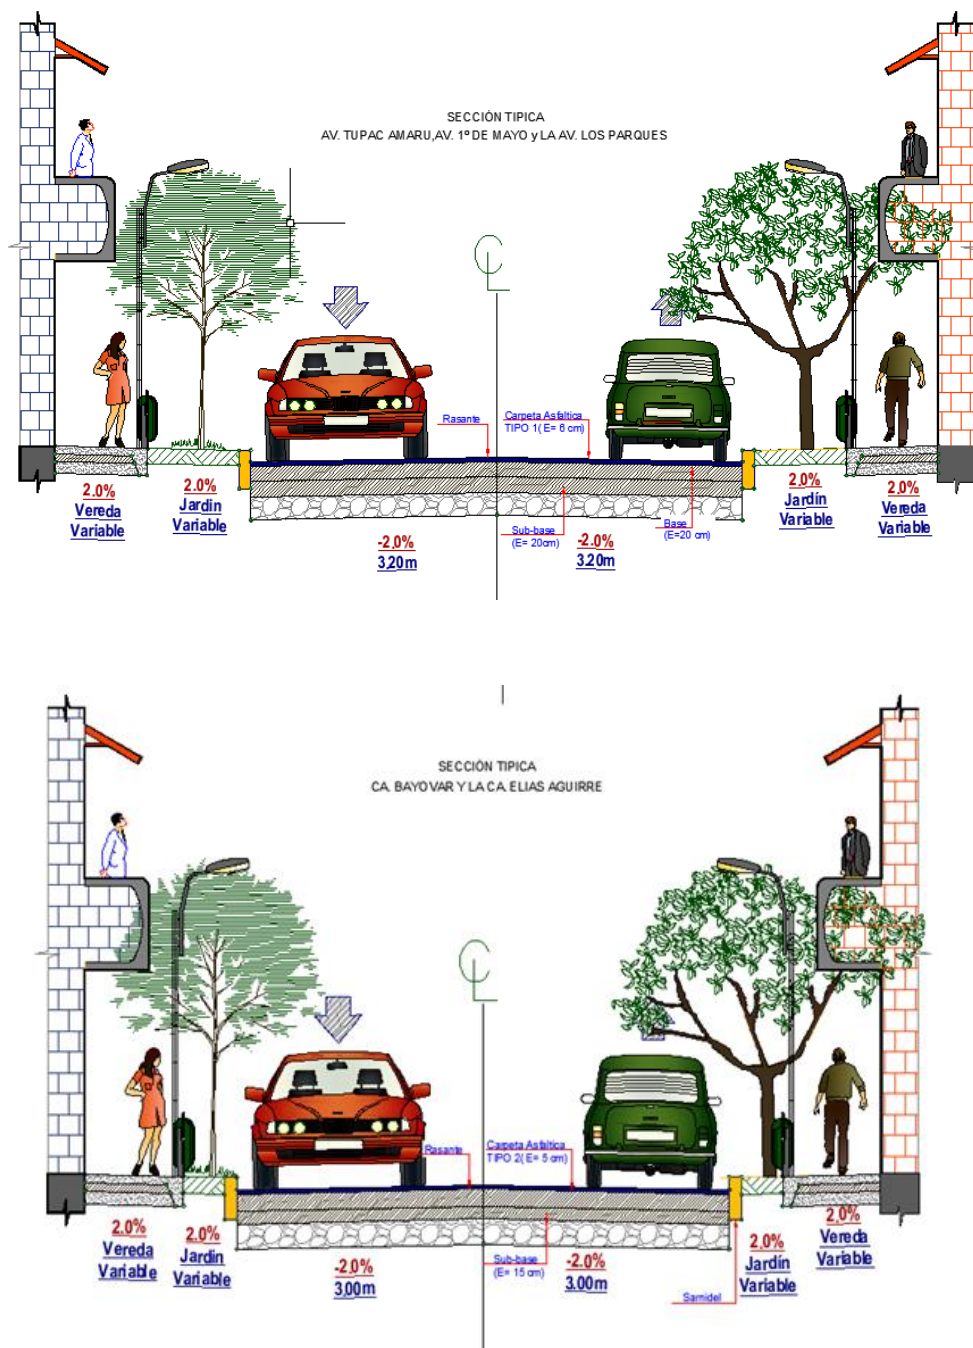 SECCIÓN TIPICA
AV. TUPAC AMARU,AV. 1º DE MAYO y LA AV. LOS PARQUES
CL
Rasante
Carpeta Asfaltica
TIPO 1( E= 6 cm)
2.0%
Vereda
Variable
2.0%
Jardin
Variable
Sub-base
(E= 20cm)
Base
(E=20 cm)
-2.0%
3.20m
-2.0%
3.20m
2.0%
Jardín
Variable
2.0%
Vereda
Variable
SECCIÓN TIPICA
CA. BAYOVAR Y LA CA. ELIAS AGUIRRE
CL
Rasante
Carpeta Asfaltica
TIPO 2( E= 5 cm)
2.0%
Vereda
Variable
2.0%
Jardin
Variable
-2.0%
3.00m
Sub-base
(E= 15 cm)
-2.0%
3.00m
Sardinel
2.0%
Jardín
Variable
2.0%
Vereda
Variable